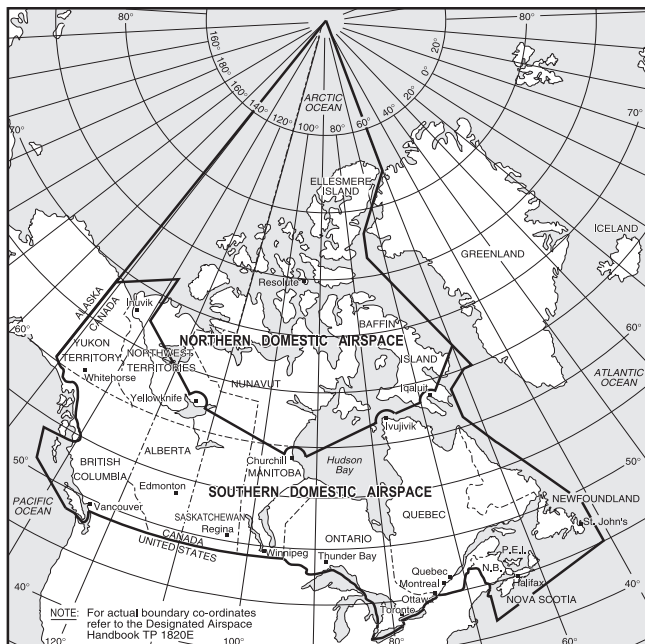 80°
80°
160°
180°
160°
140°
120°
100°
80°
60°
40°
20°
0°
20°
ARCTIC
OCEAN
100°
80°
60°
70°
70°
ELLESMERE
ISLAND
ICELAND
GREENLAND
ALASKA
CANADA
Inuvik
Resolute
60°
60°
BAFFIN
ISLAND
NORTHERN DOMESTIC AIRSPACE
YUKON
TERRITORY
NORTHWEST
TERRITORIES
Whitehorse
NUNAVUT
Yellowknife
Iqaluit
ATLANTIC
OCEAN
Ivujivik
50°
50°
ALBERTA
Churchill
MANITOBA
Hudson
Bay
BRITISH
COLUMBIA
Edmonton
SOUTHERN DOMESTIC AIRSPACE
PACIFIC
OCEAN
Vancouver
SASKATCHEWAN
Regina
QUEBEC
NEWFOUNDLAND
St. John's
CANADA
UNITED STATES
Winnipeg
ONTARIO
Thunder Bay
P.E.I.
N.B.
Quebec
Montreal
Ottawa
Toronto
Halifax
NOVA SCOTIA
40°
40°
NOTE: For actual boundary co-ordinates
refer to the Designated Airspace
Handbook TP 1820E
120°
100°
80°
60°